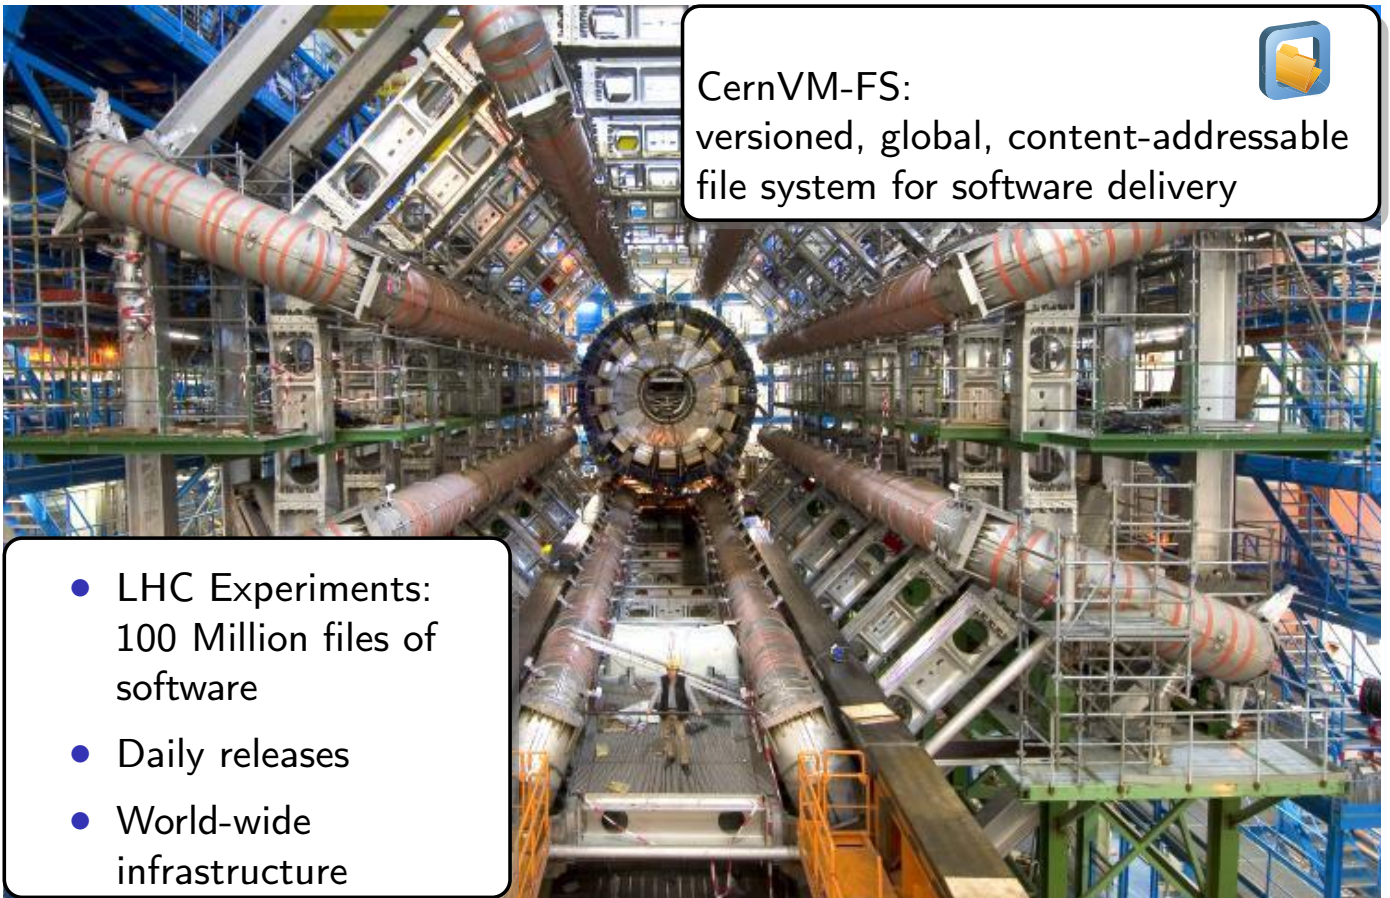 CernVM-FS:
versioned, global, content-addressable
file system for software delivery
LHC Experiments:
100 Million files of
software
Daily releases
World-wide
infrastructure